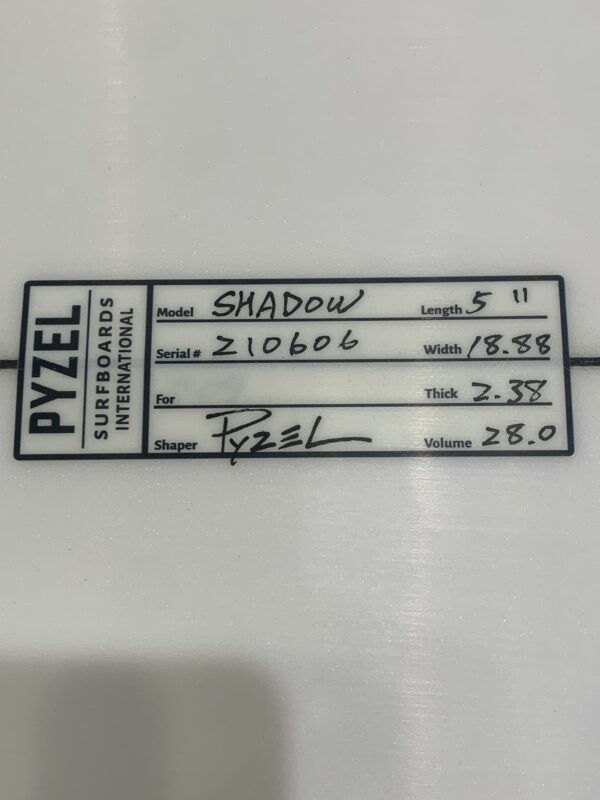 PYZEL
SURFBOARDS
INTERNATIONAL
Model SHADOW Length 5 11
Serial # 210606 Width 18.88
For Thick 2.38
Shaper PYZEL Volume 28.0